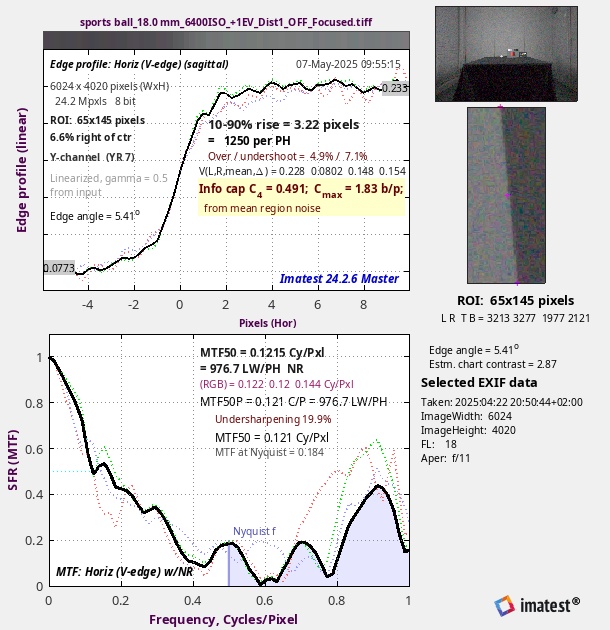 sports ball_18.0 mm_6400ISO_+1EV_Dist1_OFF_Focused.tiff
Edge profile: Horiz (V-edge) (sagittal)
07-May-2025 09:55:15
6024 x 4020 pixels (WxH)
24.2 Mpxls 8 bit
0.233
ROI: 65x145 pixels
6.6% right of ctr
Y-channel (YR7)
Linearized, gamma = 0.5
from input
Edge angle = 5.41°
10-90% rise = 3.22 pixels
= 1250 per PH
Over / undershoot = 4.9% / 7.1%
V(L,R,mean,Δ) = 0.228 0.0802 0.148 0.154
Info cap C4 = 0.491; Cmax = 1.83 b/p;
from mean region noise
0.0773
Imatest 24.2.6 Master
Edge profile (linear)
-4 -2 0 2 4 6 8
Pixels (Hor)
ROI: 65x145 pixels
L R T B = 3213 3277 1977 2121
Edge angle = 5.41°
Estm. chart contrast = 2.87
Selected EXIF data
Taken: 2025:04:22 20:50:44+02:00
ImageWidth: 6024
ImageHeight: 4020
FL: 18
Aper: f/11
MTF50 = 0.1215 Cy/Pxl
= 976.7 LW/PH NR
(RGB) = 0.122 0.12 0.144 Cy/Pxl
MTF50P = 0.121 C/P = 976.7 LW/PH
Undersharpening 19.9%
MTF50 = 0.121 Cy/Pxl
MTF at Nyquist = 0.184
Nyquist f
MTF: Horiz (V-edge) w/NR
SFR (MTF)
1
0.8
0.6
0.4
0.2
0
0 0.2 0.4 0.6 0.8 1
Frequency, Cycles/Pixel
imatest®